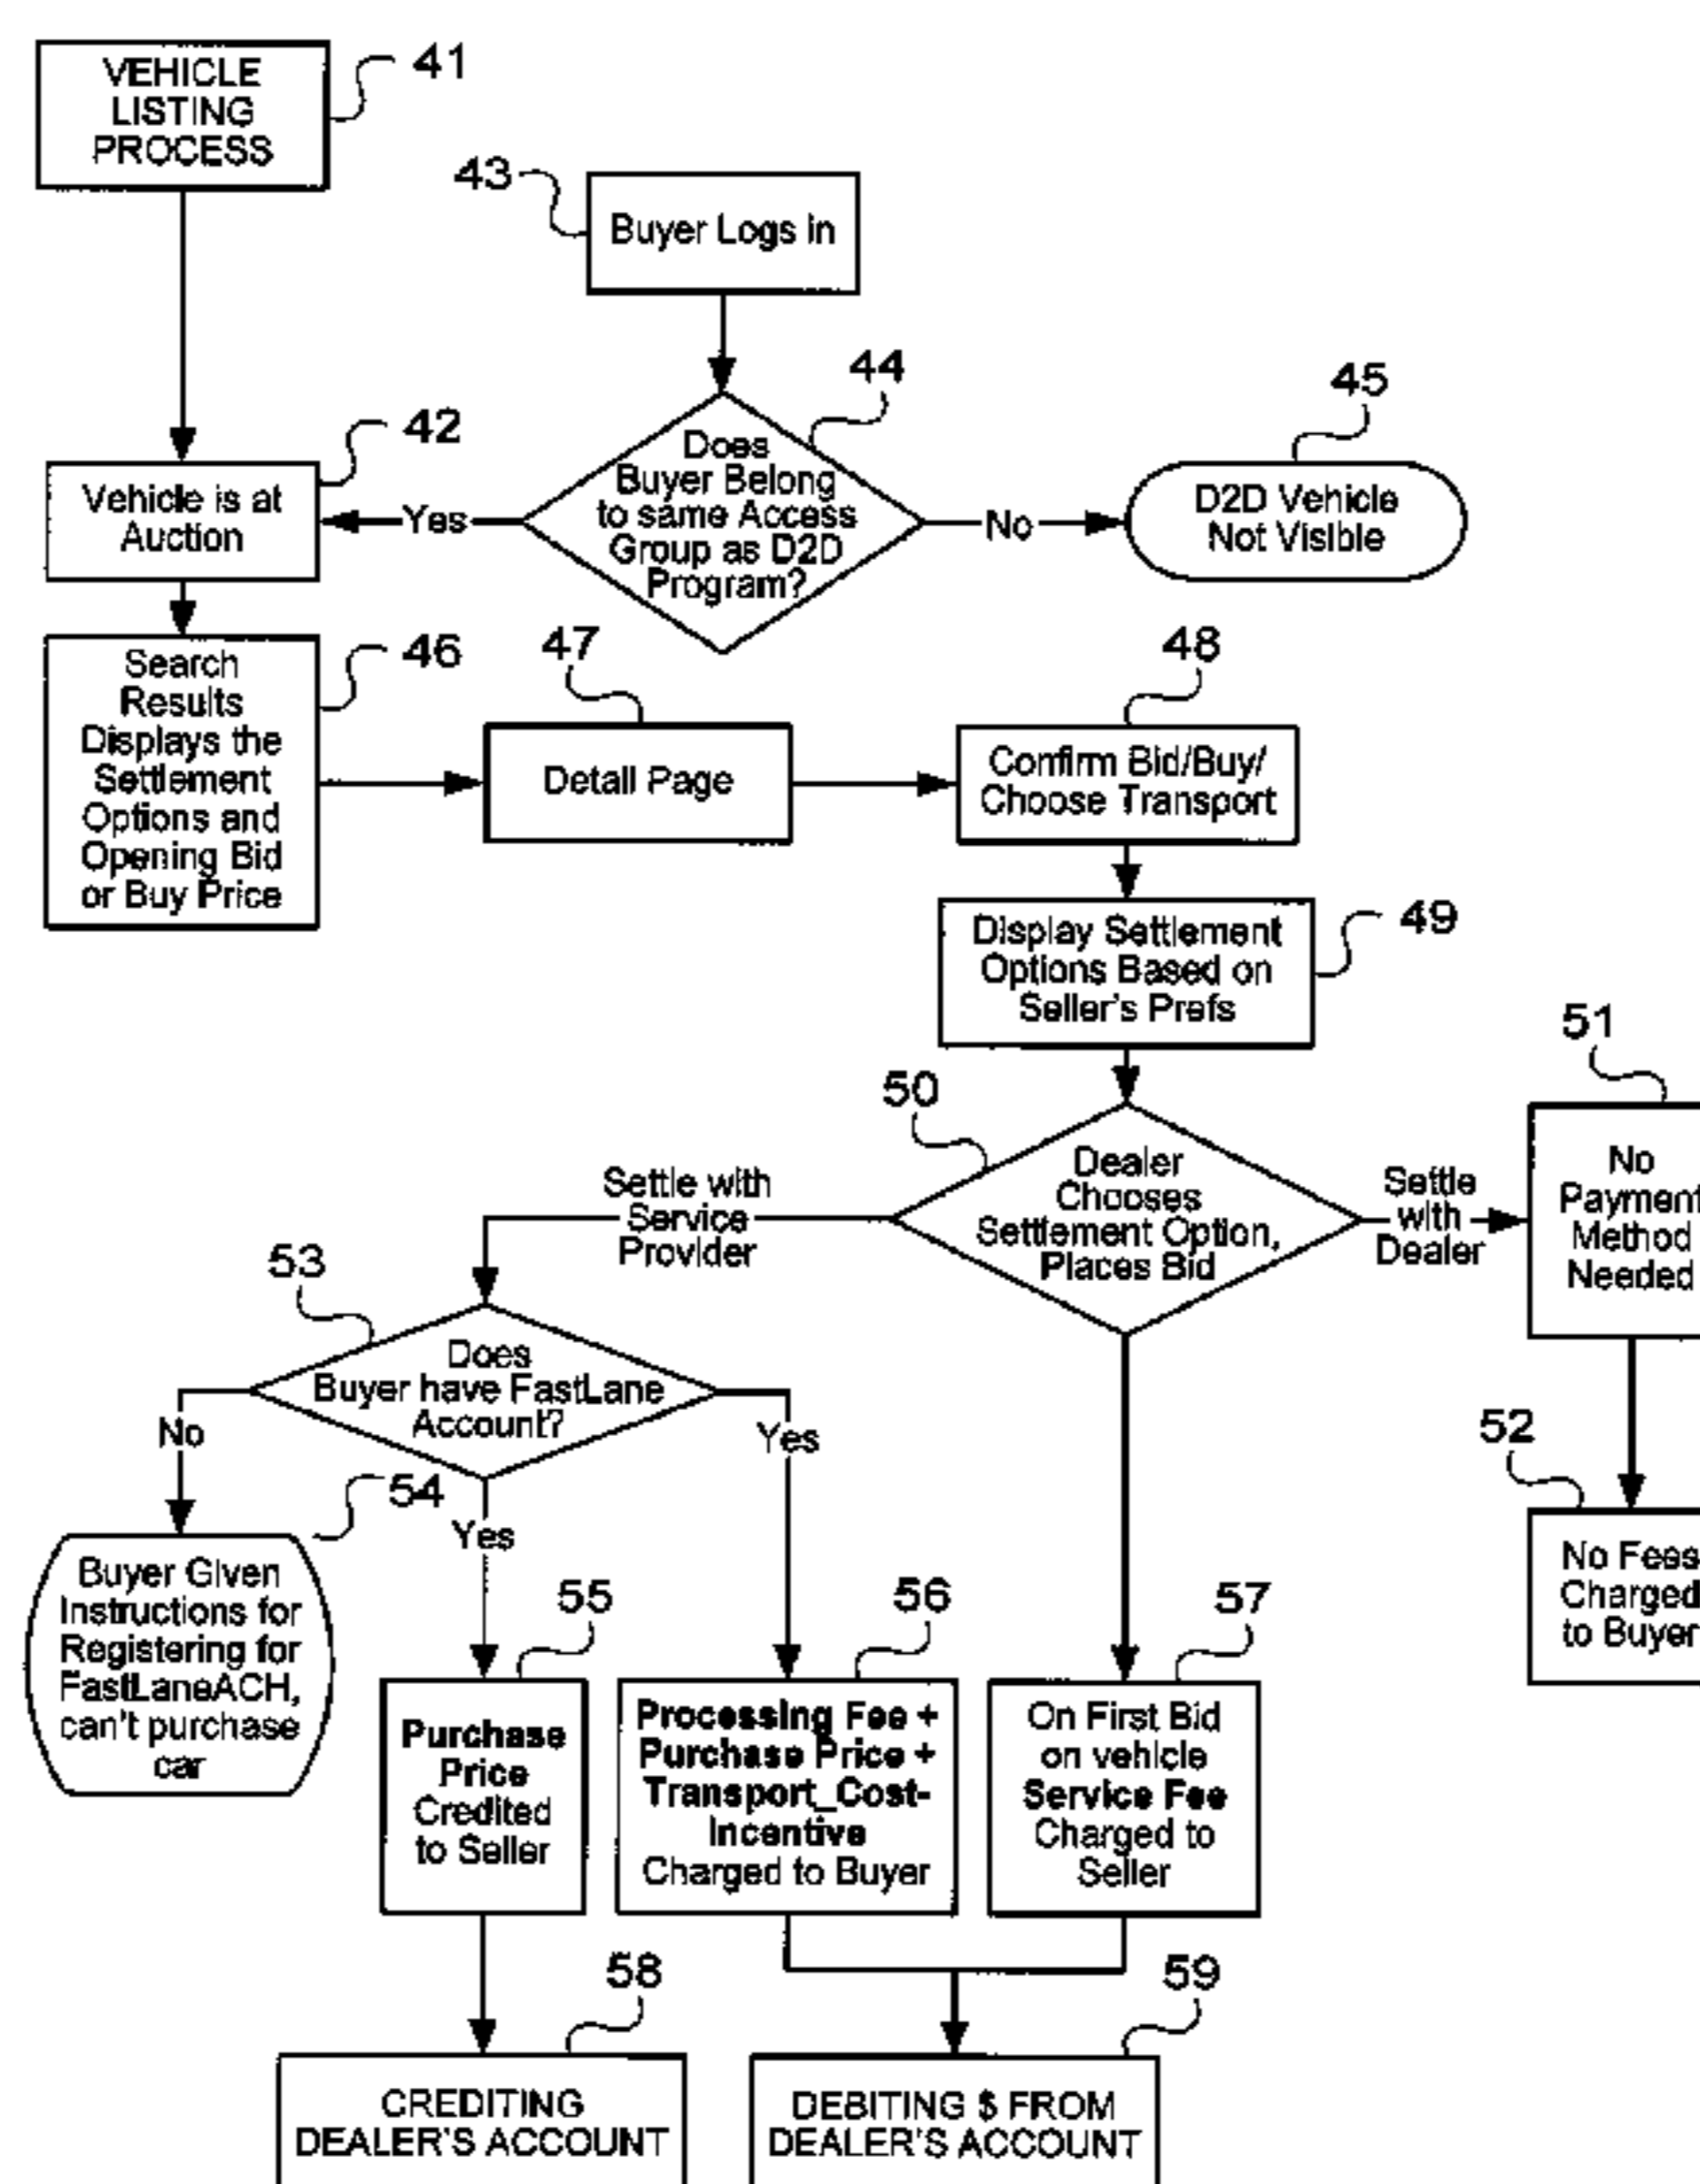 VEHICLE
LISTING
PROCESS
41
43
Buyer Logs in
44
Does
Buyer Belong
to same Access
Group as D2D
Program?
45
D2D Vehicle
Not Visible
42
Vehicle is at
Auction
Yes
No
46
Search
Results
Displays the
Settlement
Options and
Opening Bid
or Buy Price
47
Detail Page
48
Confirm Bid/Buy/
Choose Transport
49
Display Settlement
Options Based on
Seller's Prefs
50
Dealer
Chooses
Settlement Option,
Places Bid
Settle with
Service
Provider
Settle
with
Dealer
51
No
Payment
Method
Needed
52
No Fees
Charged
to Buyer
53
Does
Buyer have FastLane
Account?
No
Yes
Yes
54
Buyer Given
Instructions for
Registering for
FastLaneACH,
can't purchase
car
55
Purchase
Price
Credited
to Seller
56
Processing Fee +
Purchase Price +
Transport_Cost-
Incentive
Charged to Buyer
57
On First Bid
on vehicle
Service Fee
Charged to
Seller
58
CREDITING
DEALER'S ACCOUNT
59
DEBITING $ FROM
DEALER'S ACCOUNT